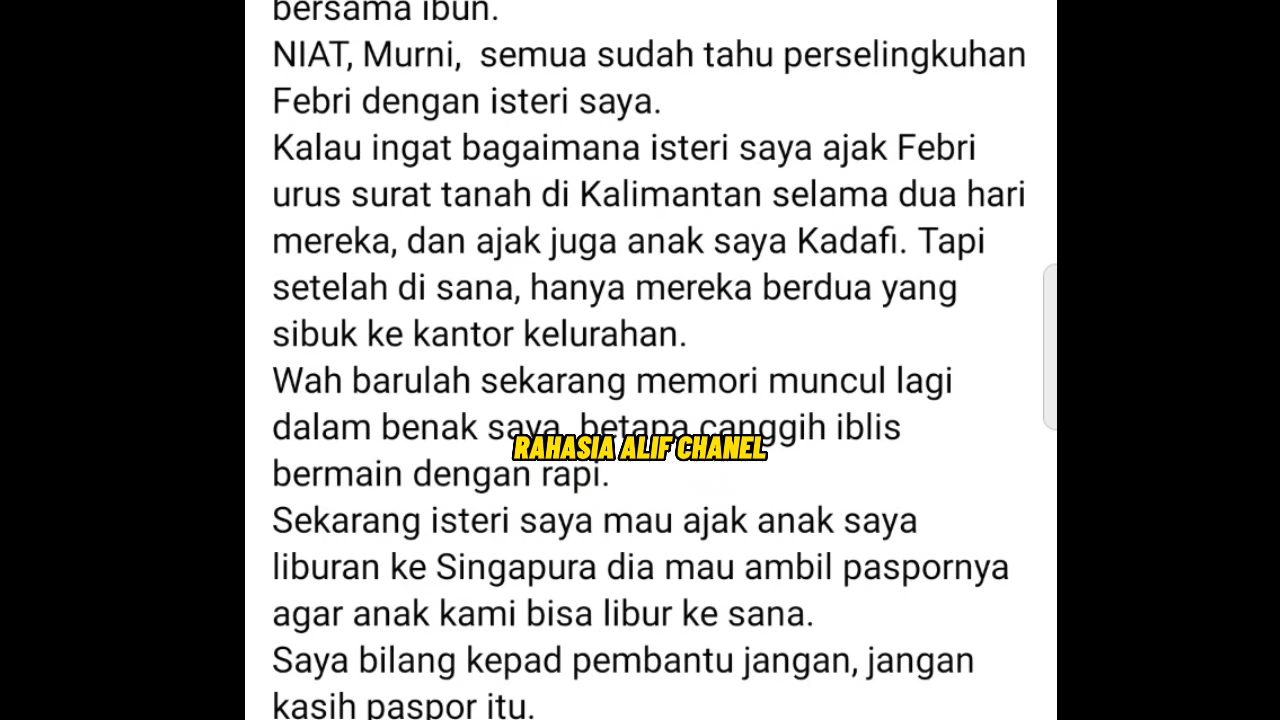 bersama ibun.
NIAT, Murni,  semua sudah tahu perselingkuhan
Febri dengan isteri saya.
Kalau ingat bagaimana isteri saya ajak Febri
urus surat tanah di Kalimantan selama dua hari
mereka, dan ajak juga anak saya Kadafi. Tapi
setelah di sana, hanya mereka berdua yang
sibuk ke kantor kelurahan.
Wah barulah sekarang memori muncul lagi
dalam benak saya, betapa canggih iblis
RAHASIA ALIF CHANEL
bermain dengan rapi.
Sekarang isteri saya mau ajak anak saya
liburan ke Singapura dia mau ambil paspornya
agar anak kami bisa libur ke sana.
Saya bilang kepad pembantu jangan, jangan
kasih paspor itu.